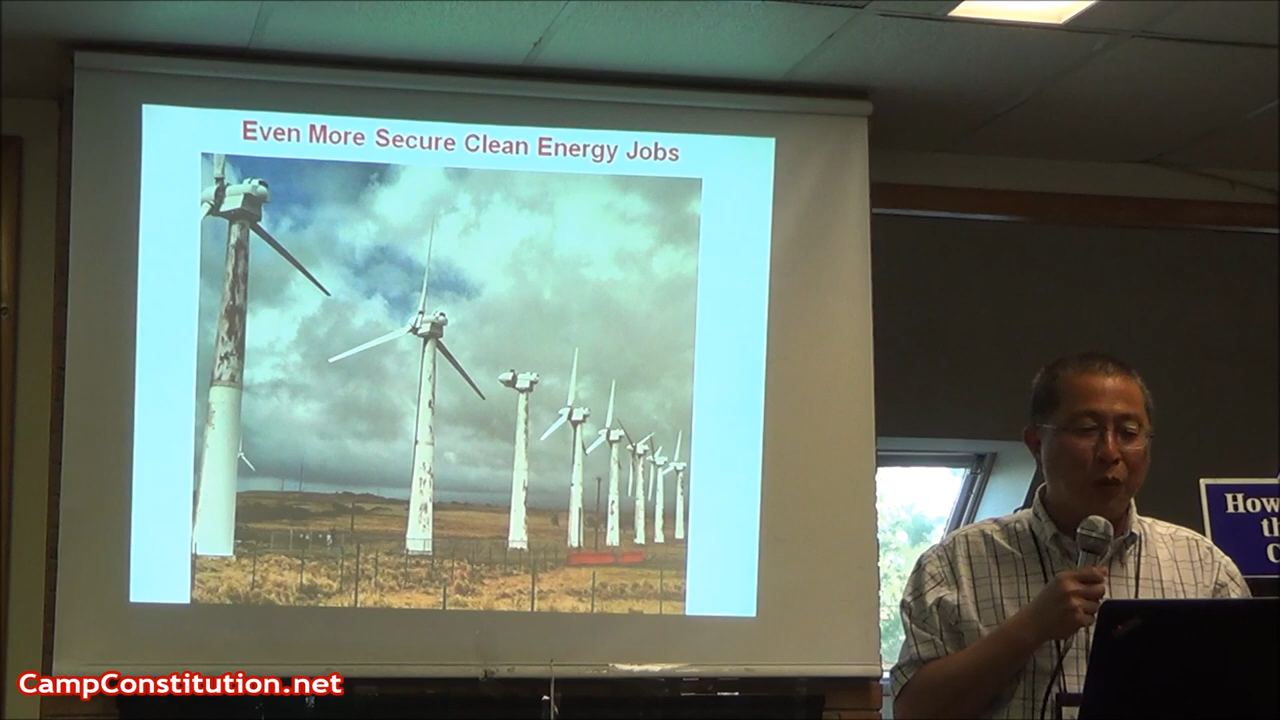 Even More Secure Clean Energy Jobs
How
th
C
CampConstitution.net